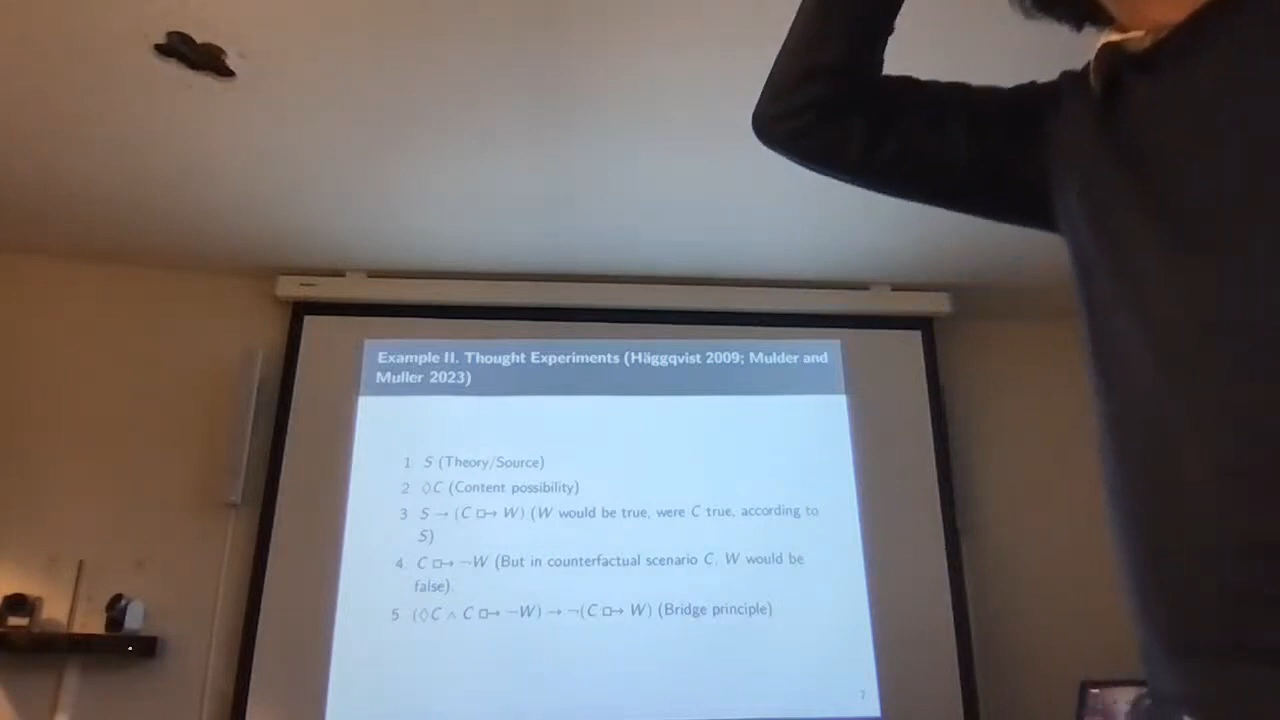 Example II. Thought Experiments (Häggqvist 2009; Mulder and
Muller 2023)
1 S (Theory/Source)
2 ◊C (Content possibility)
3 S → (C □→ W) (W would be true, were C true, according to
S)
4. C □→ ¬W (But in counterfactual scenario C, W would be
false).
5 (◊C ∧ C □→ ¬W) → ¬(C □→ W) (Bridge principle)
7